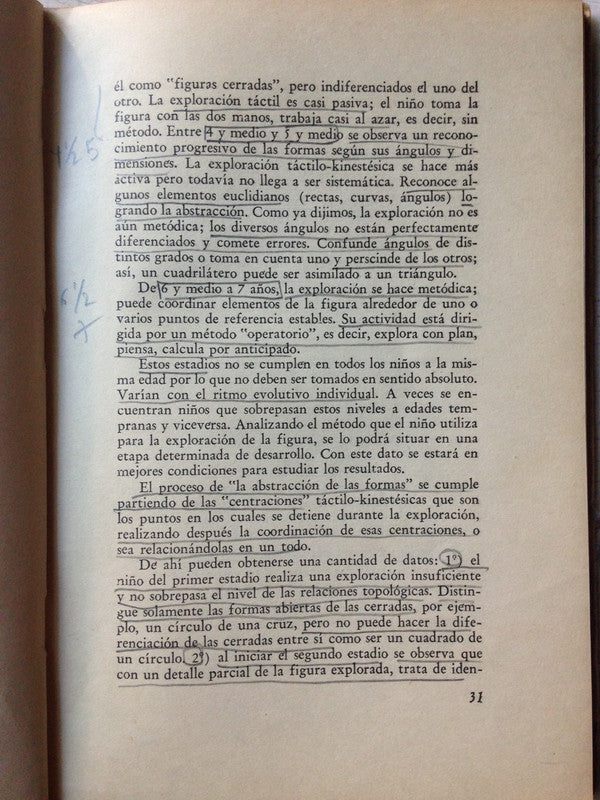 él como "figuras cerradas", pero indiferenciados el uno del
otro. La exploración táctil es casi pasiva; el niño toma la
figura con las dos manos, trabaja casi al azar, es decir, sin
método. Entre 4 y medio y 5 y medio se observa un recono-
cimiento progresivo de las formas según sus ángulos y di-
mensiones. La exploración táctilo-kinestésica se hace más
activa pero todavía no llega a ser sistemática. Reconoce al-
gunos elementos euclidianos (rectas, curvas, ángulos) lo-
grando la abstracción. Como ya dijimos, la exploración no es
aún metódica; los diversos ángulos no están perfectamente
diferenciados y comete errores. Confunde ángulos de dis-
tintos grados o toma en cuenta uno y perscinde de los otros;
así, un cuadrilátero puede ser asimilado a un triángulo.
De 6 y medio a 7 años, la exploración se hace metódica;
puede coordinar elementos de la figura alrededor de uno o
varios puntos de referencia estables. Su actividad está diri-
gida por un método "operatorio", es decir, explora con plan,
piensa, calcula por anticipado.
Estos estadios no se cumplen en todos los niños a la mis-
ma edad por lo que no deben ser tomados en sentido absoluto.
Varían con el ritmo evolutivo individual. A veces se en-
cuentran niños que sobrepasan estos niveles a edades tem-
pranas y viceversa. Analizando el método que el niño utiliza
para la exploración de la figura, se lo podrá situar en una
etapa determinada de desarrollo. Con este dato se estará en
mejores condiciones para estudiar los resultados.
El proceso de "la abstracción de las formas" se cumple
partiendo de las "centraciones" táctilo-kinestésicas que son
los puntos en los cuales se detiene durante la exploración,
realizando después la coordinación de esas centraciones, o
sea relacionándolas en un todo.
De ahí pueden obtenerse una cantidad de datos: 1º) el
niño del primer estadio realiza una exploración insuficiente
y no sobrepasa el nivel de las relaciones topológicas. Distin-
gue solamente las formas abiertas de las cerradas, por ejem-
plo, un círculo de una cruz, pero no puede hacer la dife-
renciación de las cerradas entre sí como ser un cuadrado de
un círculo. 2º) al iniciar el segundo estadio se observa que
con un detalle parcial de la figura explorada, trata de iden-
31
4 ½ 5
6 ½
7